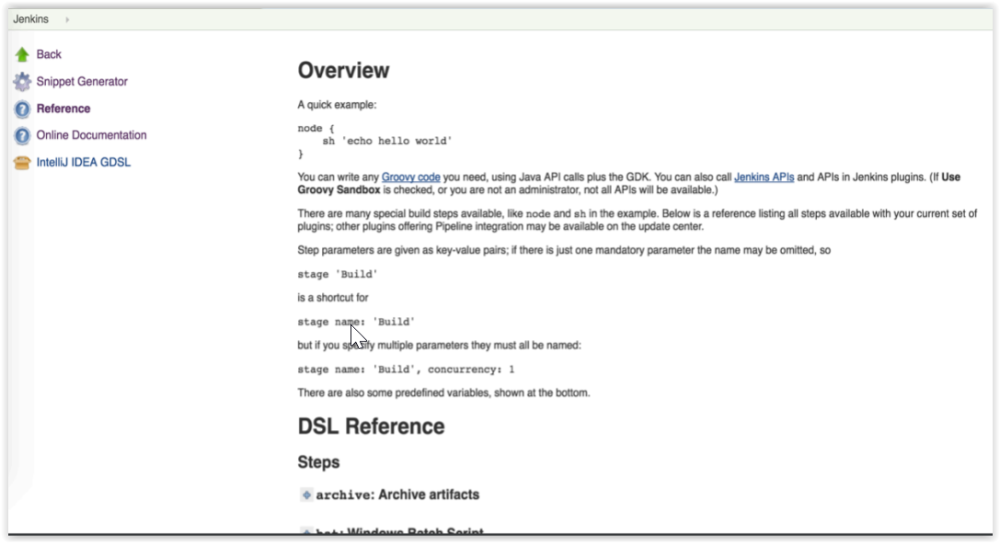 Jenkins
Back
Snippet Generator
Reference
Online Documentation
IntelliJ IDEA GDSL
Overview
A quick example:
node {
    sh 'echo hello world'
}
You can write any Groovy code you need, using Java API calls plus the GDK. You can also call Jenkins APIs and APIs in Jenkins plugins. (If Use
Groovy Sandbox is checked, or you are not an administrator, not all APIs will be available.)
There are many special build steps available, like node and sh in the example. Below is a reference listing all steps available with your current set of
plugins; other plugins offering Pipeline integration may be available on the update center.
Step parameters are given as key-value pairs; if there is just one mandatory parameter the name may be omitted, so
stage 'Build'
is a shortcut for
stage name: 'Build'
but if you specify multiple parameters they must all be named:
stage name: 'Build', concurrency: 1
There are also some predefined variables, shown at the bottom.
DSL Reference
Steps
archive: Archive artifacts
bat: Windows Batch Script